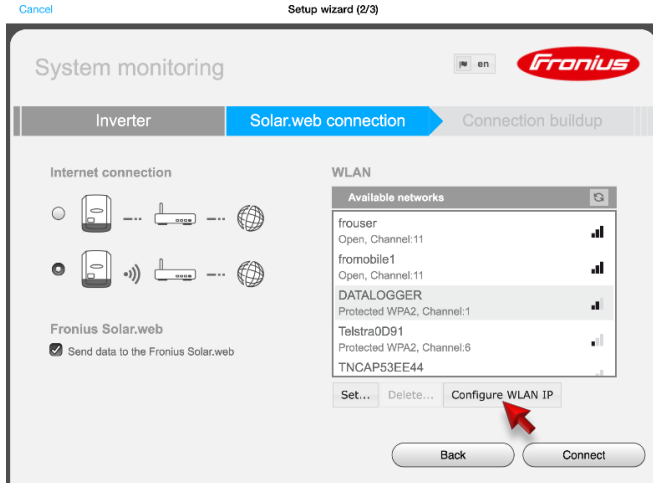 Cancel
Setup wizard (2/3)
System monitoring
en
Fronius
Inverter
Solar.web connection
Connection buildup
Internet connection
Fronius Solar.web
Send data to the Fronius Solar.web
WLAN
Available networks
frouser
Open, Channel:11
fromobile1
Open, Channel:11
DATALOGGER
Protected WPA2, Channel:1
Telstra0D91
Protected WPA2, Channel:6
TNCAP53EE44
Set...
Delete...
Configure WLAN IP
Back
Connect